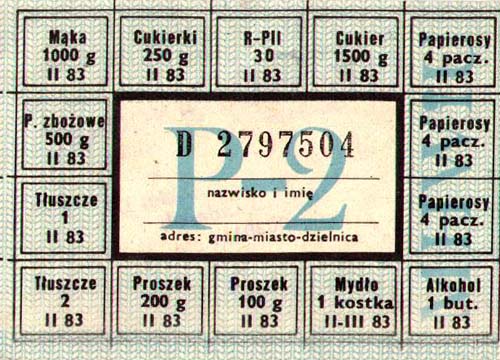 Mąka
1000 g
II 83
Cukierki
250 g
II 83
R-PII
30
II 83
Cukier
1500 g
II 83
Papierosy
4 pacz.
II 83
P. zbożowe
500 g
II 83
P-2
D 2797504
nazwisko i imię
adres: gmina-miasto-dzielnica
Papierosy
4 pacz.
II 83
Tłuszcze
1
II 83
Papierosy
4 pacz.
II 83
Tłuszcze
2
II 83
Proszek
200 g
II 83
Proszek
100 g
II 83
Mydło
1 kostka
II-III 83
Alkohol
1 but.
II 83